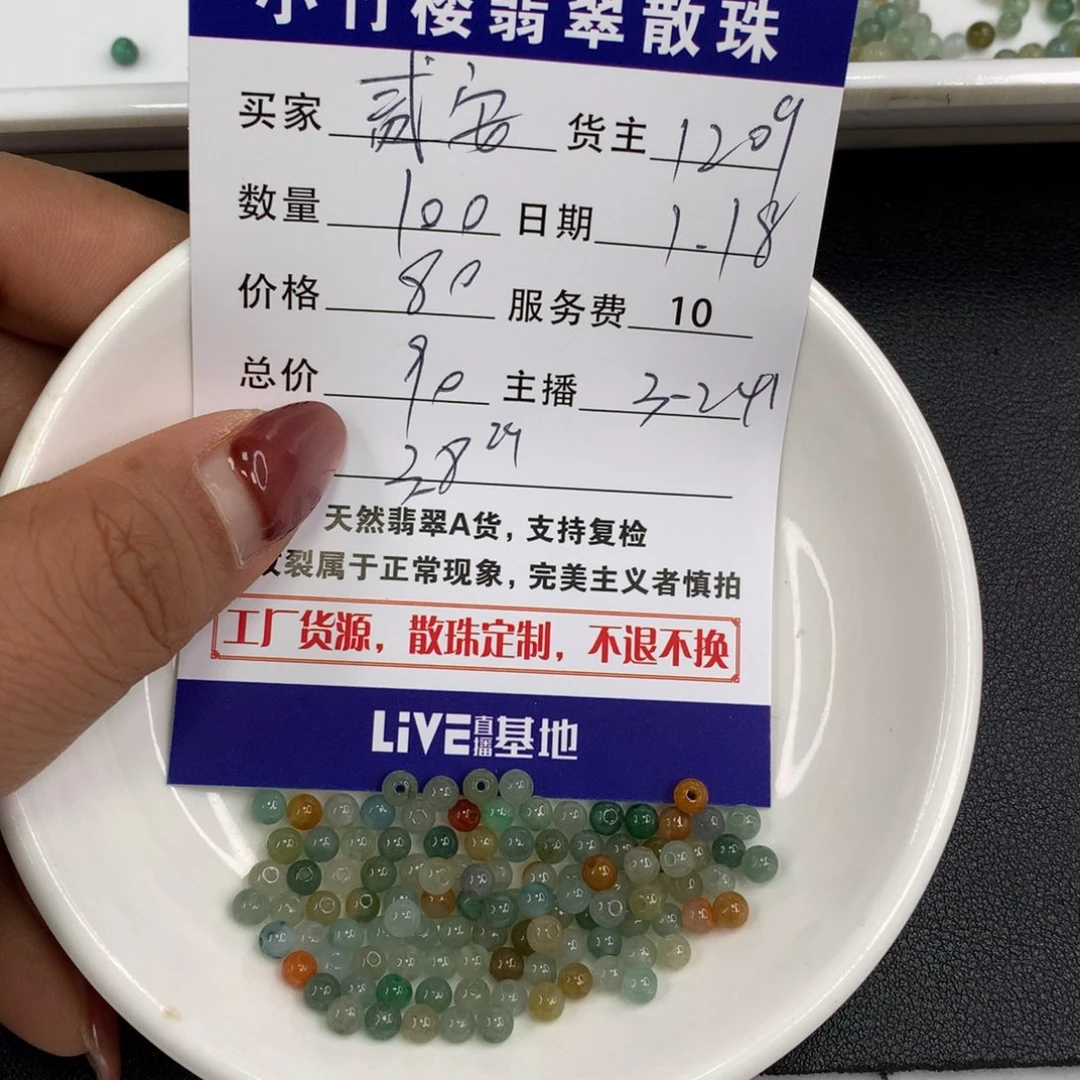 小竹楼翡翠散珠
买家 贰安 货主 1209
数量 100 日期 1-18
价格 80 服务费 10
总价 90 主播
天然翡翠A货，支持复检
裂属于正常现象，完美主义者慎拍
工厂货源，散珠定制，不退不换
LiVE直播基地